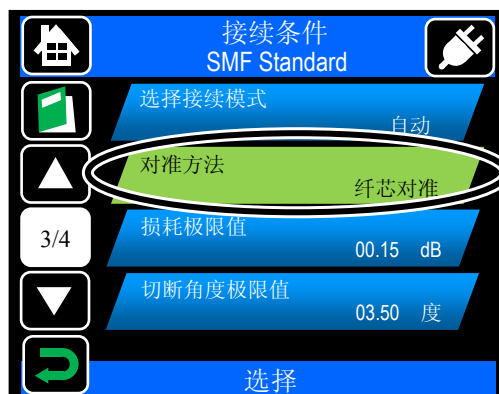 接续条件
SMF Standard
选择接续模式
自动
对准方法
纤芯对准
3/4
损耗极限值
00.15 dB
切断角度极限值
03.50 度
选择